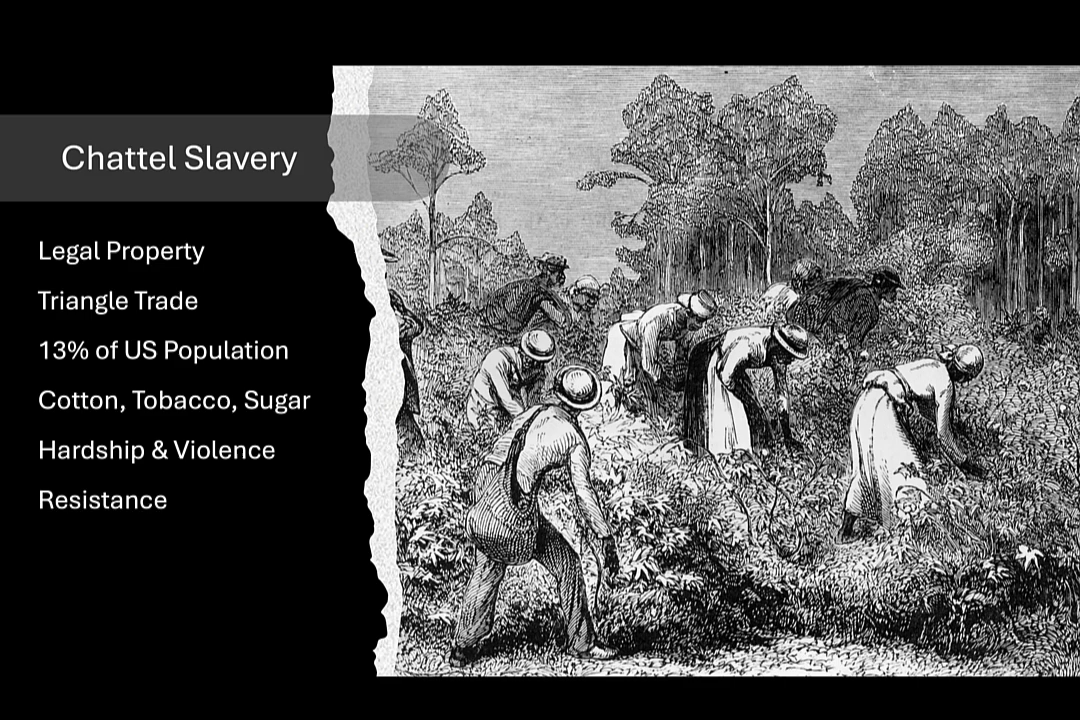 Chattel Slavery
Legal Property
Triangle Trade
13% of US Population
Cotton, Tobacco, Sugar
Hardship & Violence
Resistance